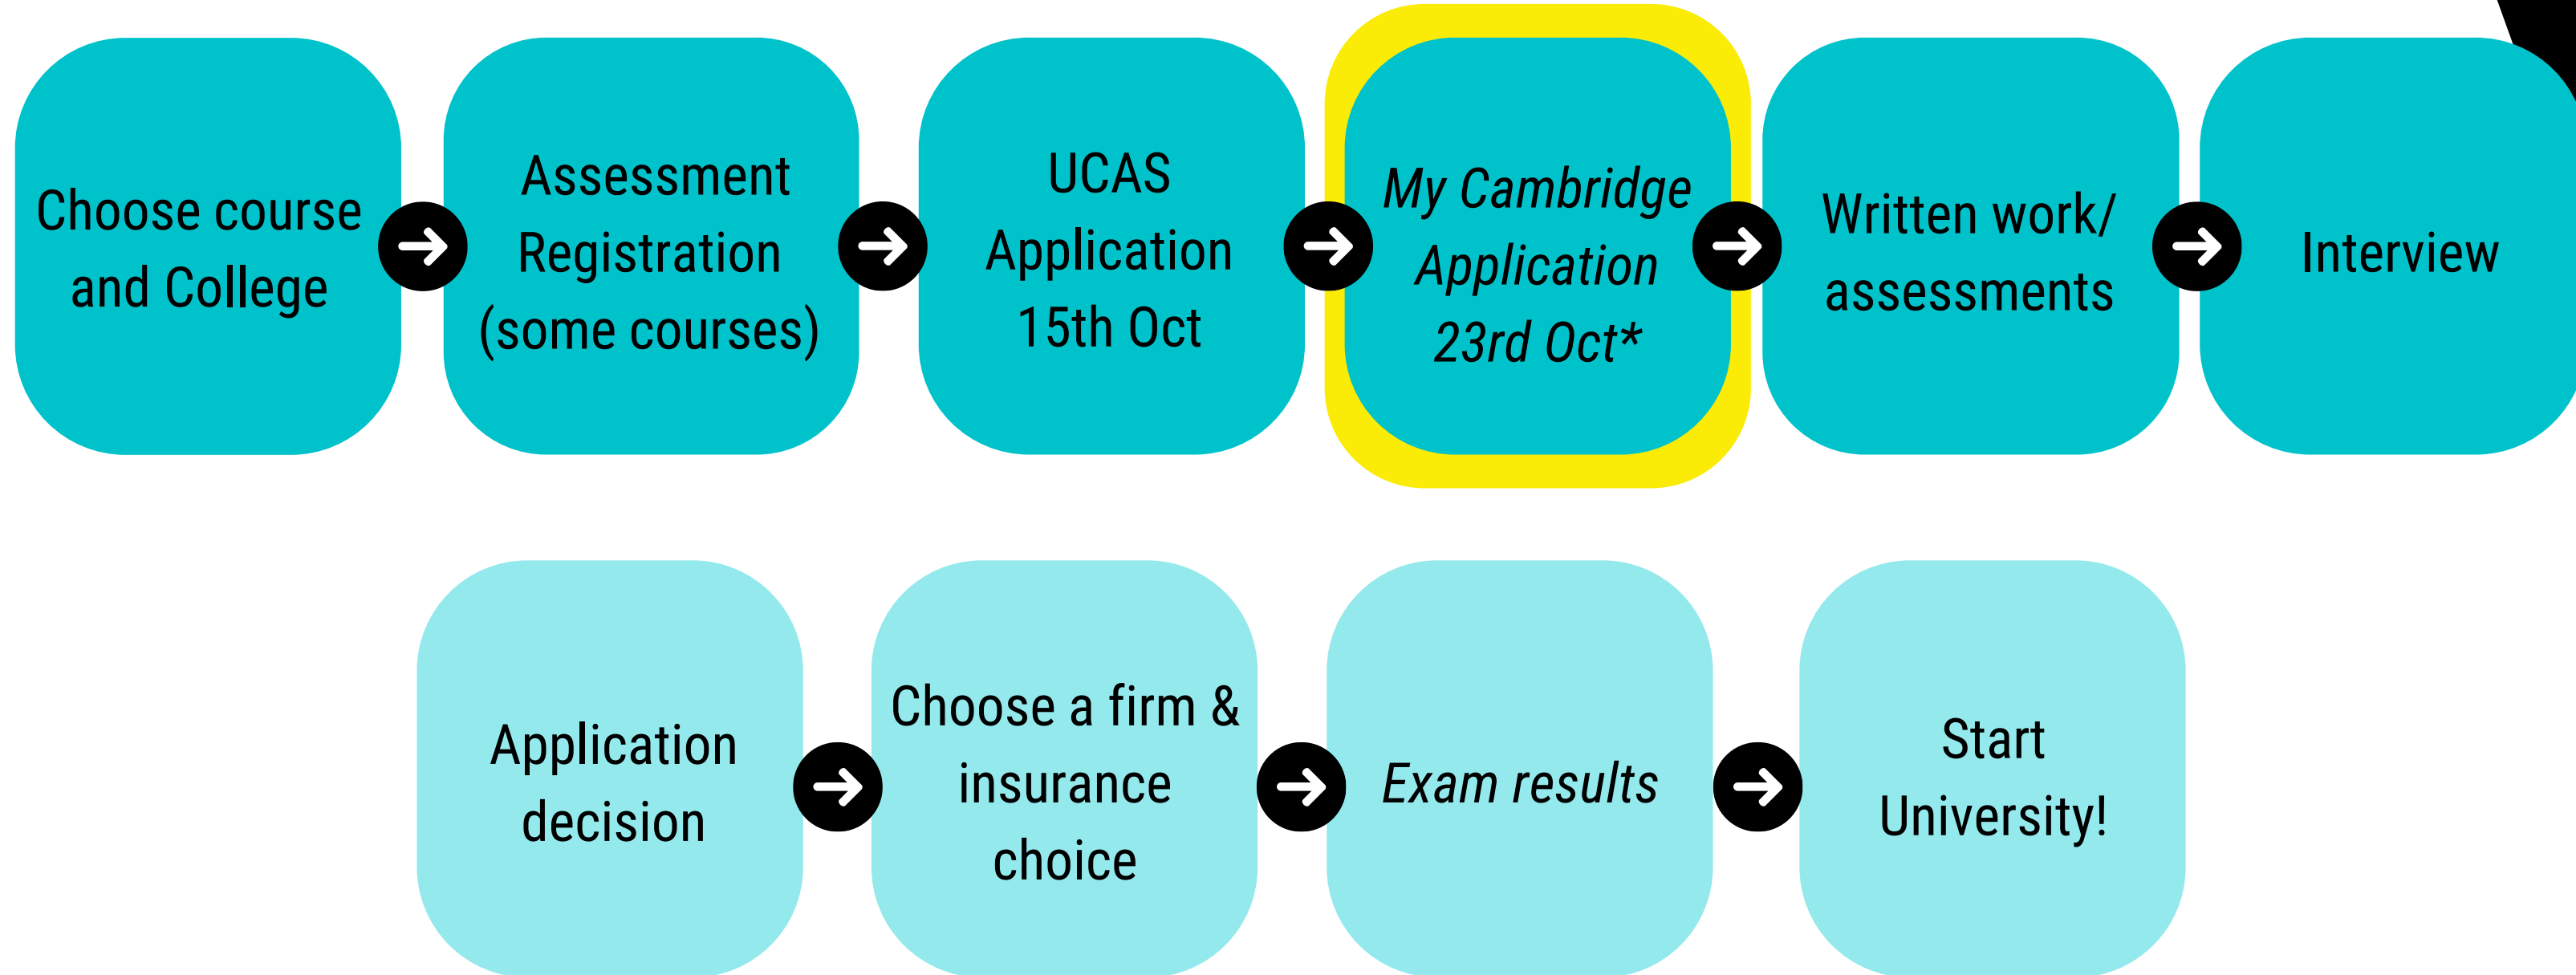 Choose course
and College
Assessment
Registration
(some courses)
UCAS
Application
15th Oct
My Cambridge
Application
23rd Oct*
Written work/
assessments
Interview
Application
decision
Choose a firm &
insurance
choice
Exam results
Start
University!